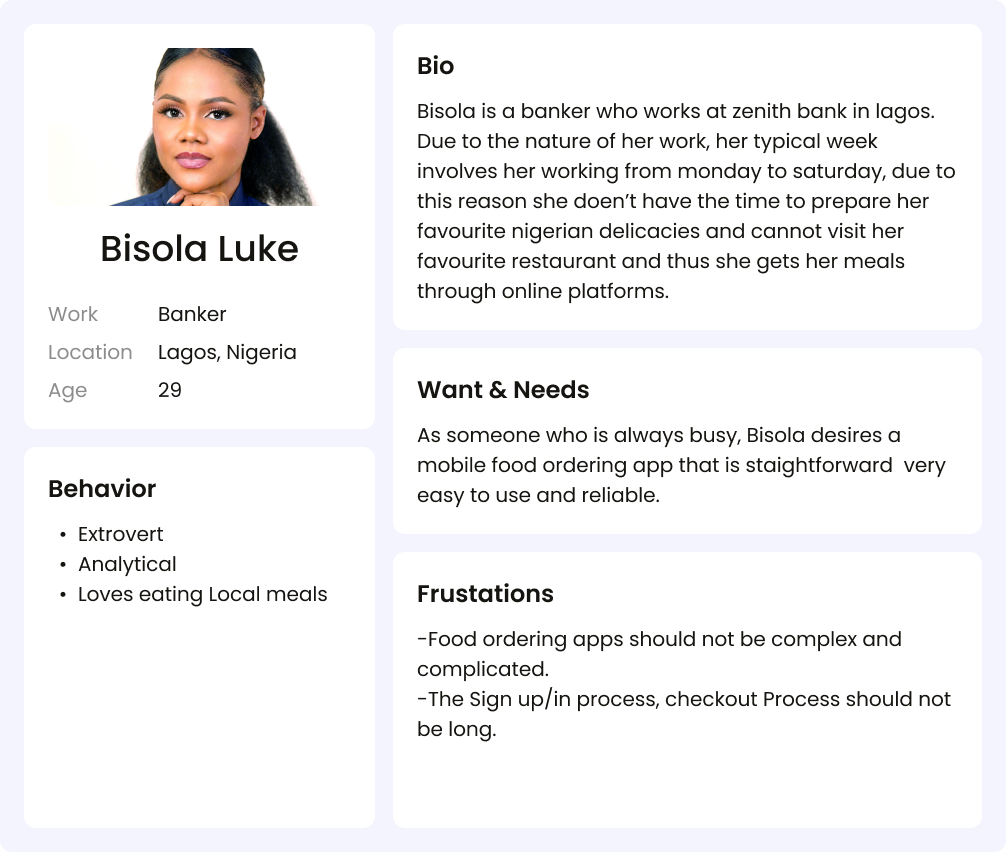 Bisola Luke
Work Banker
Location Lagos, Nigeria
Age 29
Behavior
• Extrovert
• Analytical
• Loves eating Local meals
Bio
Bisola is a banker who works at zenith bank in lagos.
Due to the nature of her work, her typical week
involves her working from monday to saturday, due to
this reason she doen’t have the time to prepare her
favourite nigerian delicacies and cannot visit her
favourite restaurant and thus she gets her meals
through online platforms.
Want & Needs
As someone who is always busy, Bisola desires a
mobile food ordering app that is staightforward  very
easy to use and reliable.
Frustations
-Food ordering apps should not be complex and
complicated.
-The Sign up/in process, checkout Process should not
be long.